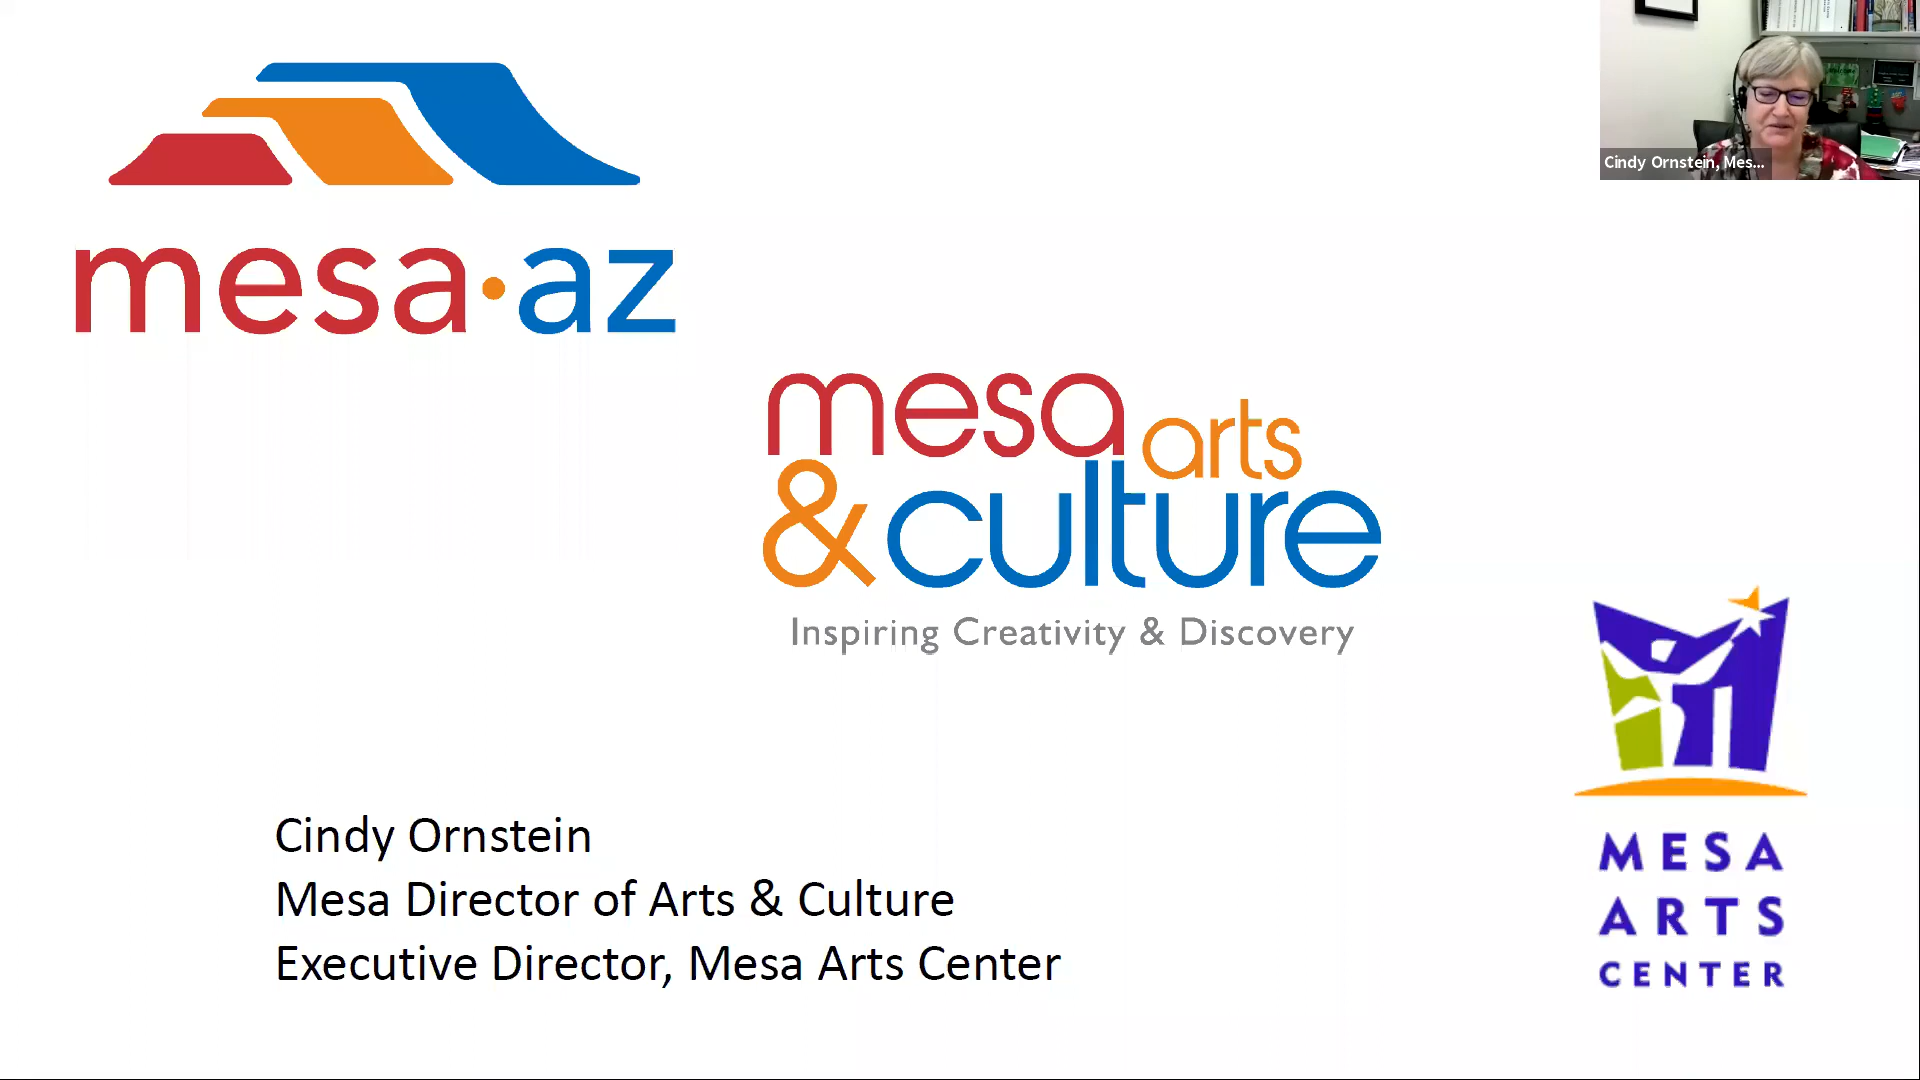 mesa·az
Cindy Ornstein, Mes...
mesa arts
& culture
Inspiring Creativity & Discovery
MESA
ARTS
CENTER
Cindy Ornstein
Mesa Director of Arts & Culture
Executive Director, Mesa Arts Center